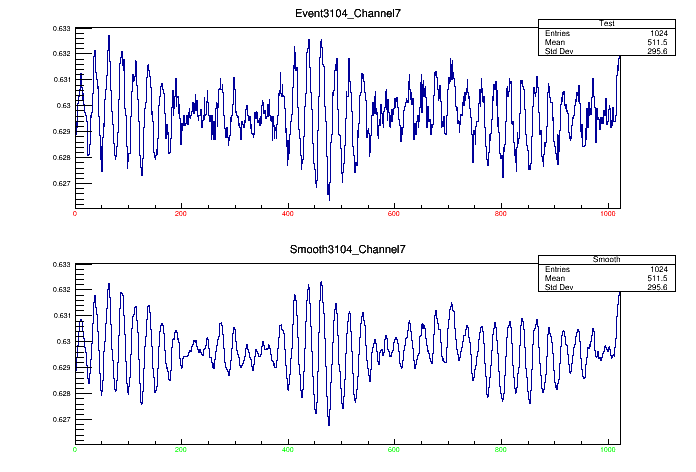 Event3104_Channel7
Test
Entries 1024
Mean 511.5
Std Dev 295.6
0.633
0.632
0.631
0.63
0.629
0.628
0.627
0 200 400 600 800 1000
Smooth3104_Channel7
Smooth
Entries 1024
Mean 511.5
Std Dev 295.6
0.633
0.632
0.631
0.63
0.629
0.628
0.627
0 200 400 600 800 1000